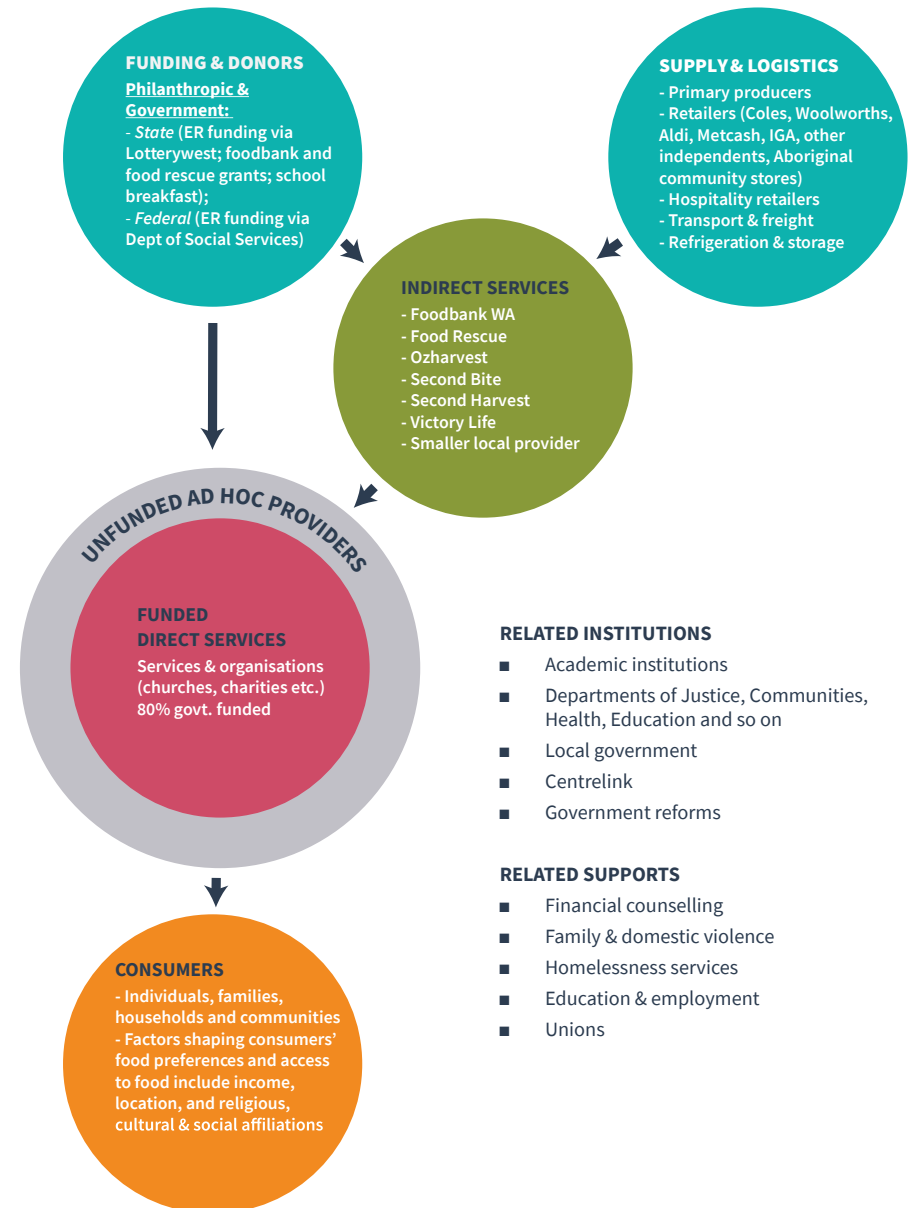 FUNDING & DONORS
Philanthropic &
Government:
- State (ER funding via
Lotterywest; foodbank and
food rescue grants; school
breakfast);
- Federal (ER funding via
Dept of Social Services)
SUPPLY & LOGISTICS
- Primary producers
- Retailers (Coles, Woolworths,
Aldi, Metcash, IGA, other
independents, Aboriginal
community stores)
- Hospitality retailers
- Transport & freight
- Refrigeration & storage
INDIRECT SERVICES
- Foodbank WA
- Food Rescue
- Ozharvest
- Second Bite
- Second Harvest
- Victory Life
- Smaller local provider
UNFUNDED AD HOC PROVIDERS
FUNDED
DIRECT SERVICES
Services & organisations
(churches, charities etc.)
80% govt. funded
RELATED INSTITUTIONS
■ Academic institutions
■ Departments of Justice, Communities,
Health, Education and so on
■ Local government
■ Centrelink
■ Government reforms
RELATED SUPPORTS
■ Financial counselling
■ Family & domestic violence
■ Homelessness services
■ Education & employment
■ Unions
CONSUMERS
- Individuals, families,
households and communities
- Factors shaping consumers’
food preferences and access
to food include income,
location, and religious,
cultural & social affiliations